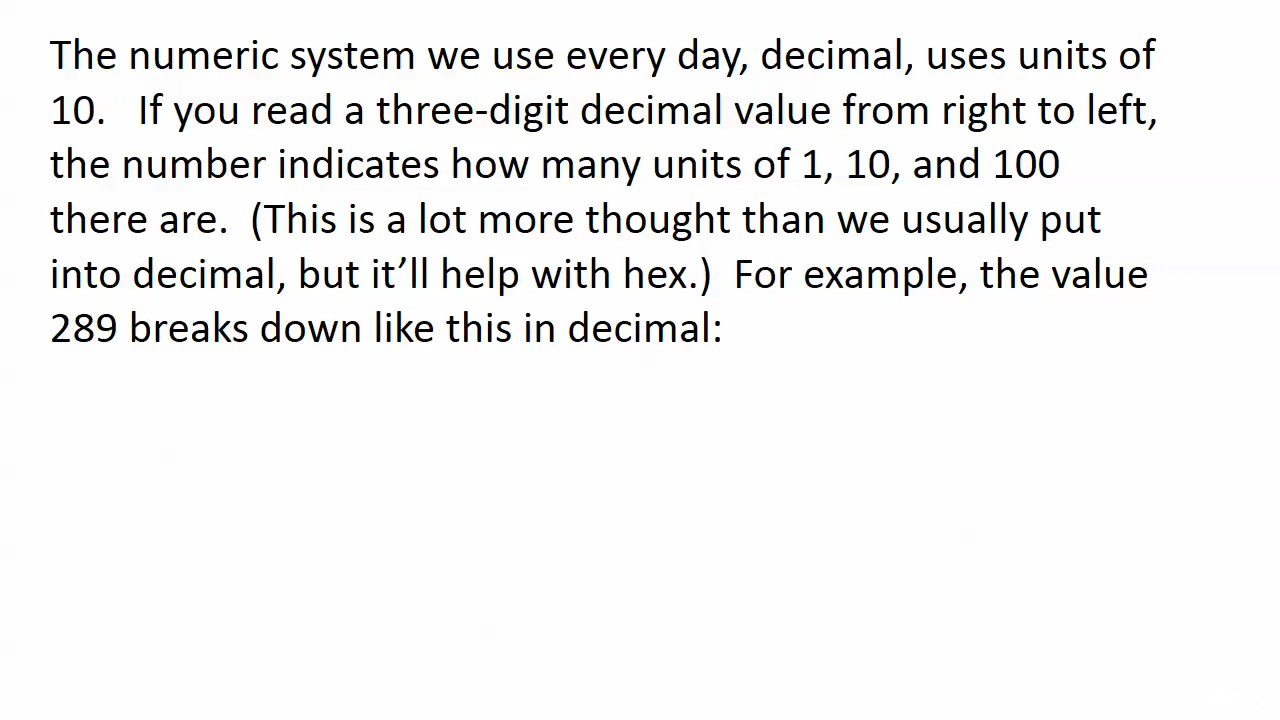 The numeric system we use every day, decimal, uses units of
10.   If you read a three-digit decimal value from right to left,
the number indicates how many units of 1, 10, and 100
there are.  (This is a lot more thought than we usually put
into decimal, but it’ll help with hex.)  For example, the value
289 breaks down like this in decimal: